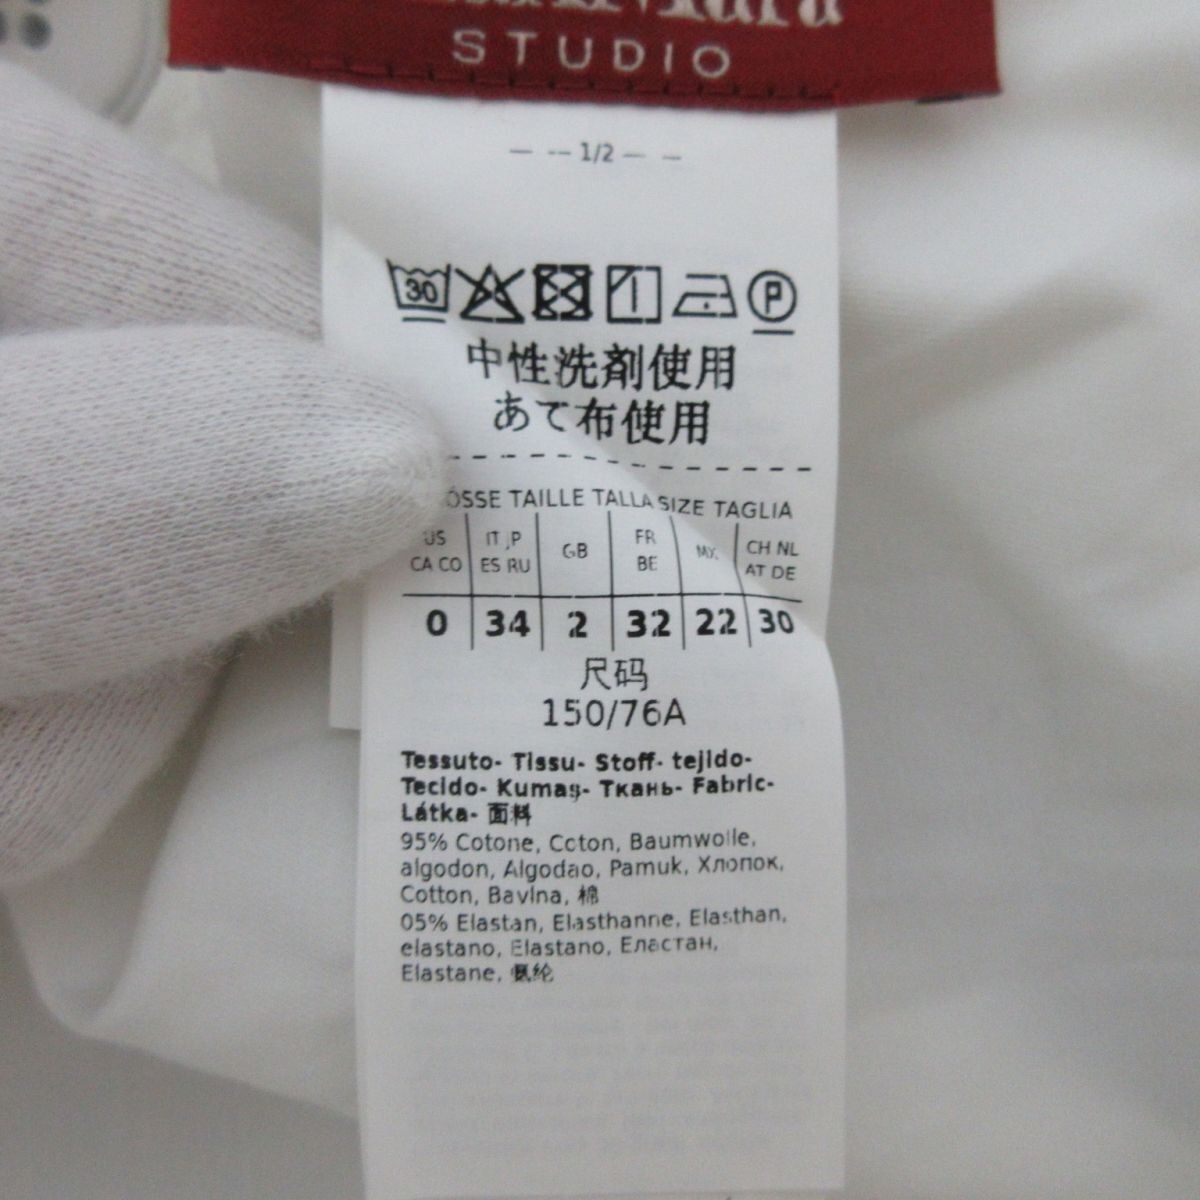 STUDIO
1/2
30 P
中性洗剤使用
あて布使用
TAILLE TALLA SIZE TAGLIA
US CA CO IT JP ES RU GB FR BE MX CH NL AT DE
0 34 2 32 22 30
尺码
150/76A
Tessuto- Tissu- Stoff- tejido-
Tecido- Kumaş- Ткань- Fabric-
Látka- 面料
95% Cotone, Coton, Baumwolle,
algodon, Algodao, Pamuk, Хлопок,
Cotton, Bavlna, 棉
05% Elastan, Elasthanne, Elasthan,
elastano, Elastano, Еластан,
Elastane, 氨纶